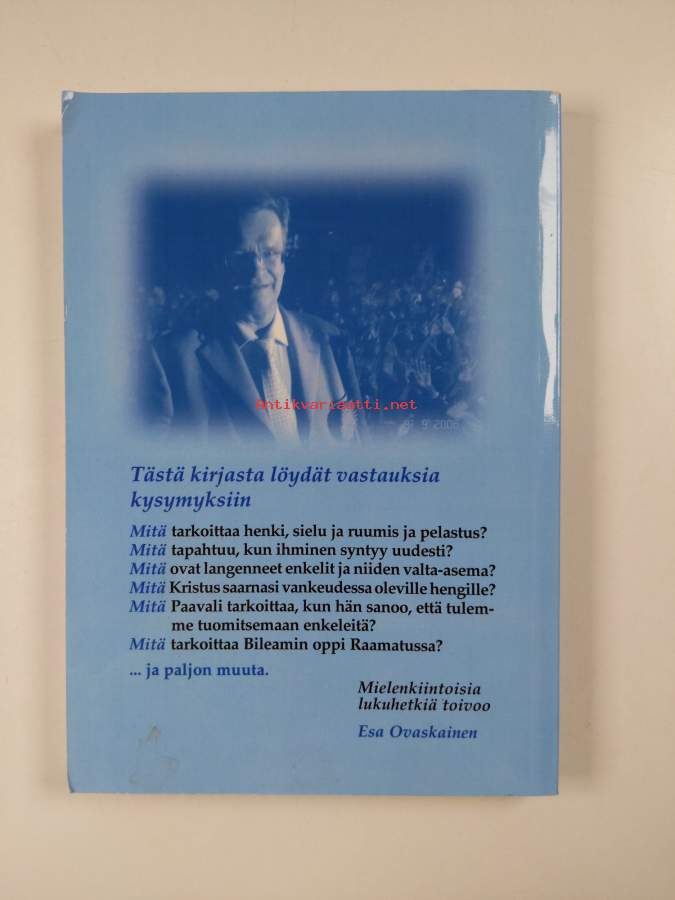 antikvariaatti.net
9. 9 2006
Tästä kirjasta löydät vastauksia
kysymyksiin
Mitä tarkoittaa henki, sielu ja ruumis ja pelastus?
Mitä tapahtuu, kun ihminen syntyy uudesti?
Mitä ovat langenneet enkelit ja niiden valta-asema?
Mitä Kristus saarnasi vankeudessa oleville hengille?
Mitä Paavali tarkoittaa, kun hän sanoo, että tulem-
me tuomitsemaan enkeleitä?
Mitä tarkoittaa Bileamin oppi Raamatussa?
... ja paljon muuta.
Mielenkiintoisia
lukuhetkiä toivoo
Esa Ovaskainen